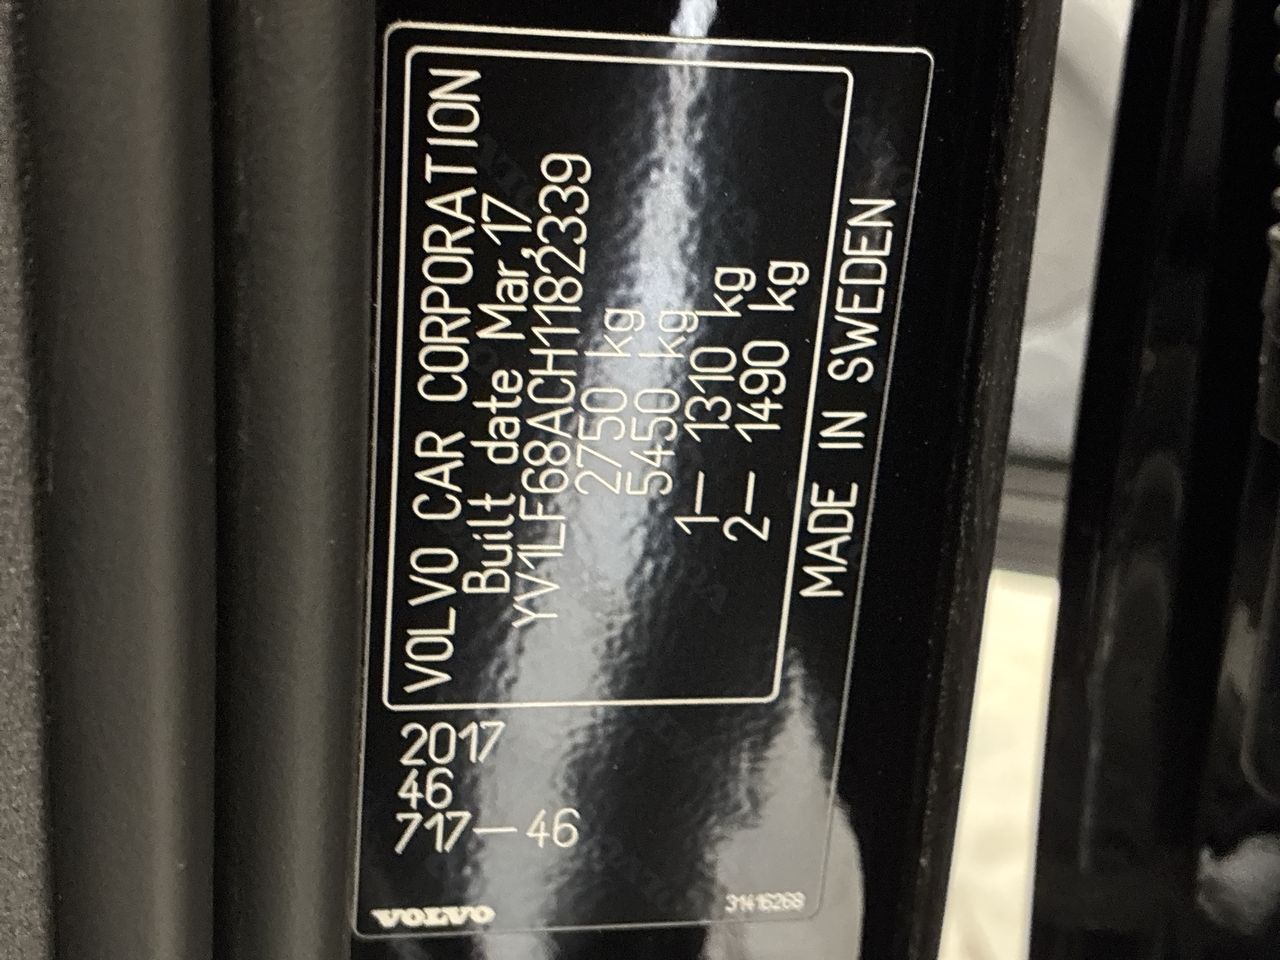 VOLVO CAR CORPORATION
Built date Mar,17
YV1LF68ACH1182339
2750 kg
5450 kg
1— 1310 kg
2— 1490 kg
MADE IN SWEDEN
2017
46
717—46
VOLVO
31416268